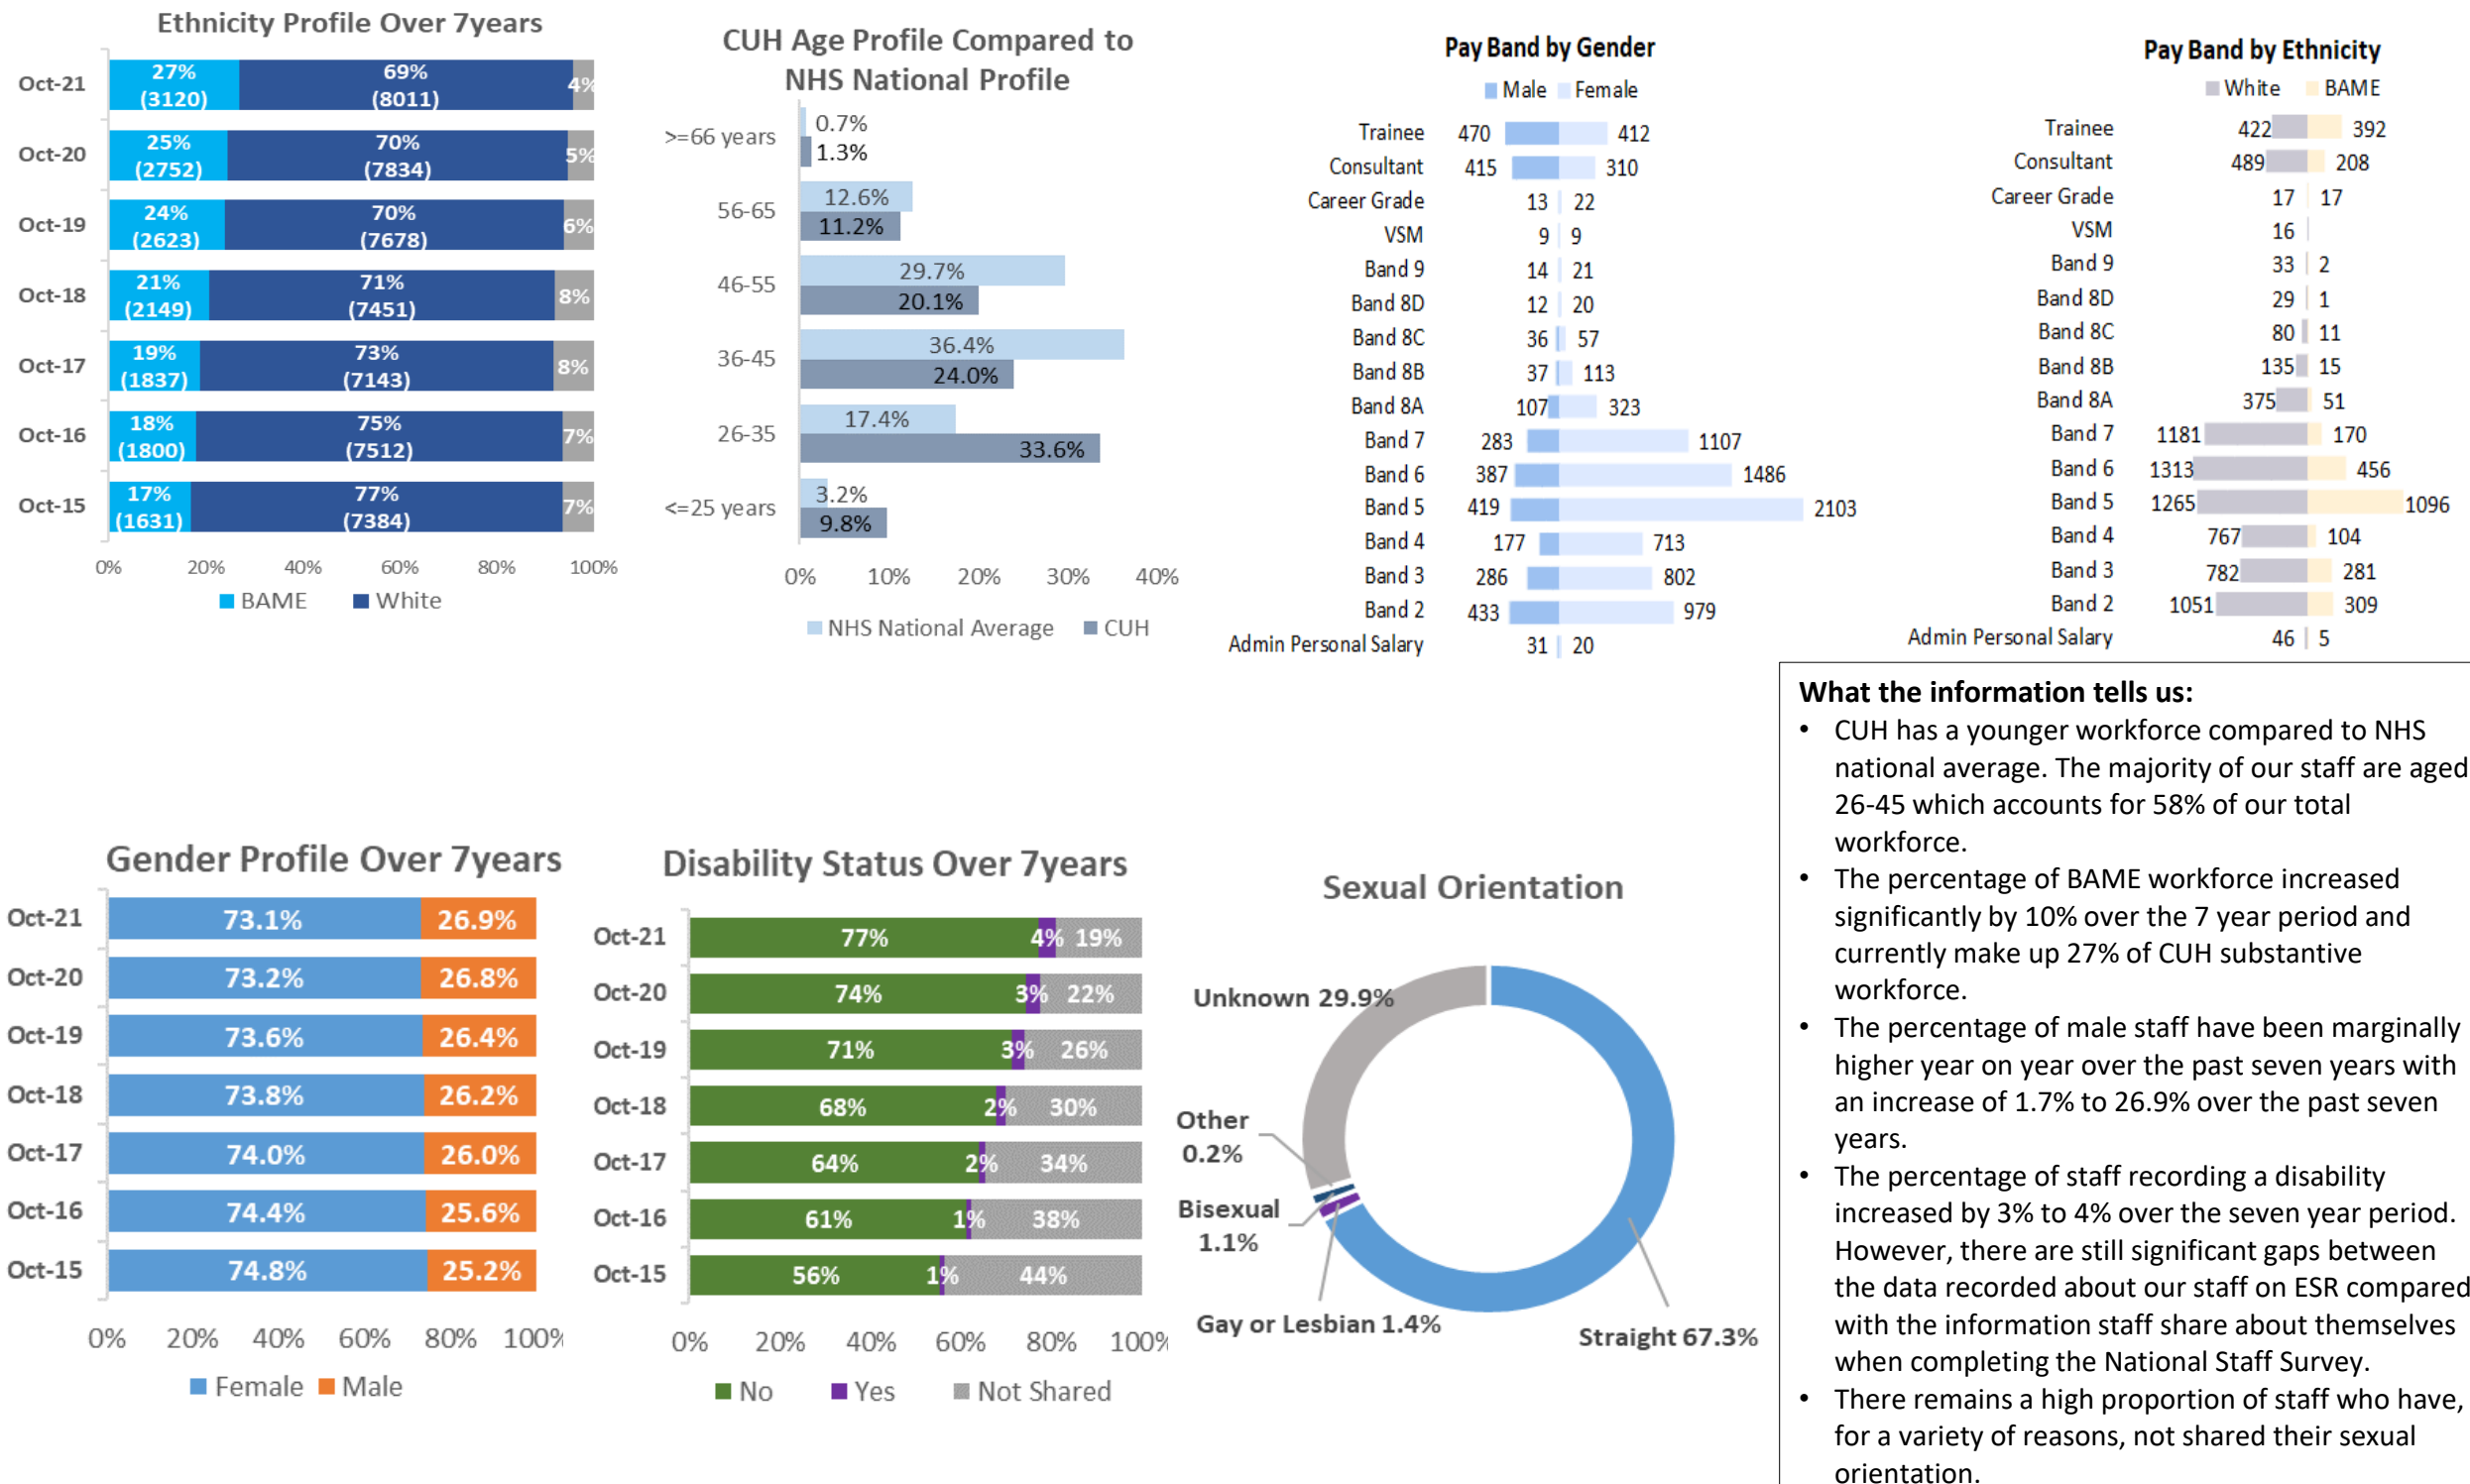 Ethnicity Profile Over 7years
Oct-21
27%
(3120)
69%
(8011)
4%
Oct-20
25%
(2752)
70%
(7834)
5%
Oct-19
24%
(2623)
70%
(7678)
6%
Oct-18
21%
(2149)
71%
(7451)
8%
Oct-17
19%
(1837)
73%
(7143)
8%
Oct-16
18%
(1800)
75%
(7512)
7%
Oct-15
17%
(1631)
77%
(7384)
7%
0% 20% 40% 60% 80% 100%
BAME White
CUH Age Profile Compared to
NHS National Profile
>=66 years
0.7%
1.3%
56-65
12.6%
11.2%
46-55
29.7%
20.1%
36-45
36.4%
24.0%
26-35
17.4%
33.6%
<=25 years
3.2%
9.8%
0% 10% 20% 30% 40%
NHS National Average CUH
Pay Band by Gender
Male Female
Trainee 470 412
Consultant 415 310
Career Grade 13 22
VSM 9 9
Band 9 14 21
Band 8D 12 20
Band 8C 36 57
Band 8B 37 113
Band 8A 107 323
Band 7 283 1107
Band 6 387 1486
Band 5 419 2103
Band 4 177 713
Band 3 286 802
Band 2 433 979
Admin Personal Salary 31 20
Pay Band by Ethnicity
White BAME
Trainee 422 392
Consultant 489 208
Career Grade 17 17
VSM 16
Band 9 33 2
Band 8D 29 1
Band 8C 80 11
Band 8B 135 15
Band 8A 375 51
Band 7 1181 170
Band 6 1313 456
Band 5 1265 1096
Band 4 767 104
Band 3 782 281
Band 2 1051 309
Admin Personal Salary 46 5
Gender Profile Over 7years
Oct-21 73.1% 26.9%
Oct-20 73.2% 26.8%
Oct-19 73.6% 26.4%
Oct-18 73.8% 26.2%
Oct-17 74.0% 26.0%
Oct-16 74.4% 25.6%
Oct-15 74.8% 25.2%
0% 20% 40% 60% 80% 100%
Female Male
Disability Status Over 7years
Oct-21 77% 4% 19%
Oct-20 74% 3% 22%
Oct-19 71% 3% 26%
Oct-18 68% 2% 30%
Oct-17 64% 2% 34%
Oct-16 61% 1% 38%
Oct-15 56% 1% 44%
0% 20% 40% 60% 80% 100%
No Yes Not Shared
Sexual Orientation
Unknown 29.9%
Other
0.2%
Bisexual
1.1%
Gay or Lesbian 1.4%
Straight 67.3%
What the information tells us:
• CUH has a younger workforce compared to NHS
national average. The majority of our staff are aged
26-45 which accounts for 58% of our total
workforce.
• The percentage of BAME workforce increased
significantly by 10% over the 7 year period and
currently make up 27% of CUH substantive
workforce.
• The percentage of male staff have been marginally
higher year on year over the past seven years with
an increase of 1.7% to 26.9% over the past seven
years.
• The percentage of staff recording a disability
increased by 3% to 4% over the seven year period.
However, there are still significant gaps between
the data recorded about our staff on ESR compared
with the information staff share about themselves
when completing the National Staff Survey.
• There remains a high proportion of staff who have,
for a variety of reasons, not shared their sexual
orientation.